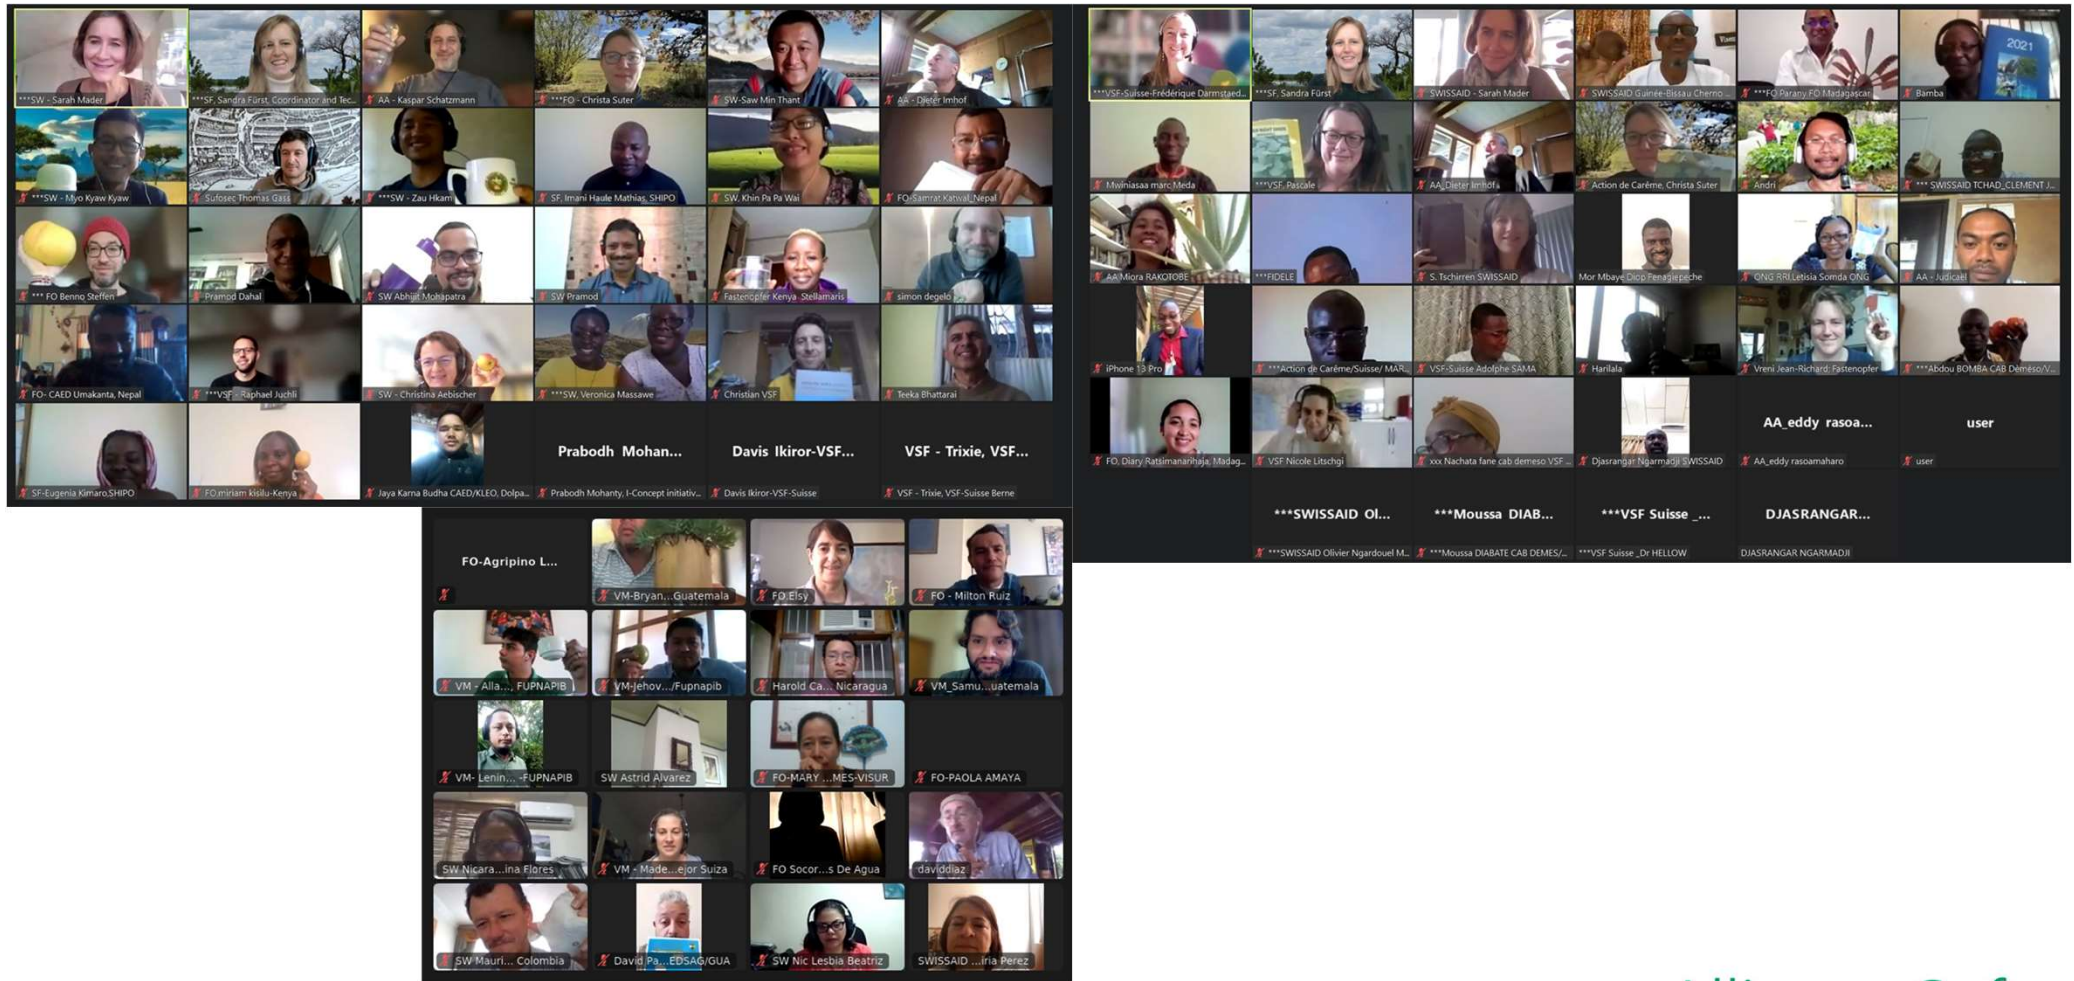 ***SW - Sarah Mader
***SF, Sandra Fürst, Coordinator and Tec...
AA - Kaspar Schatzmann
***FO - Christa Suter
SW-Saw Min Thant
AA - Dieter Imhof
***SW - Myo Kyaw Kyaw
Sufosec Thomas Gass
***SW - Zau Hkam
SF, Imani Haule Mathias, SHIPO
SW, Khin Pa Pa Wai
FO-Samrat Katwal, Nepal
*** FO Benno Steffen
Pramod Dahal
SW Abhijit Mohapatra
SW Pramod
Fastenopfer Kenya Stellamaris
simon degelo
FO- CAED Umakanta, Nepal
***VSF - Raphael Juchli
SW - Christina Aebischer
***SW, Veronica Massawe
Christian VSF
Teeka Bhattarai
Prabodh Mohan...
Davis Ikiror-VSF...
VSF - Trixie, VSF...
SF-Eugenia Kimaro,SHIPO
FO.miriam kisilu-Kenya
Jaya Karna Budha CAED/KLEO, Dolpa...
Prabodh Mohanty, I-Concept initiativ...
Davis Ikiror-VSF-Suisse
VSF - Trixie, VSF-Suisse Berne
2021
***VSF-Suisse-Frédérique Darmstaed...
***SF, Sandra Fürst
SWISSAID - Sarah Mader
SWISSAID Guinée-Bissau Cherno ...
***FO Parany FO Madagascar
Bamba
Mwiniasaa marc Meda
***VSF, Pascale
AA_Dieter Imhof
Action de Carême, Christa Suter
Andri
*** SWISSAID TCHAD_CLEMENT J...
AA Miora RAKOTOBE
***FIDELE
S. Tschirren SWISSAID
Mor Mbaye Diop Fenagiepeche
ONG RRI Letisia Somda ONG
AA - Judicaël
iPhone 13 Pro
***Action de Carême/Suisse/ MAR...
VSF-Suisse Adolphe SAMA
Harilala
Vreni Jean-Richard: Fastenopfer
***Abdou BOMBA CAB Déméso/V...
AA_eddy rasoa...
user
FO, Diary Ratsimanarihaja, Madag...
VSF Nicole Litschgi
xxx Nachata fane cab demeso VSF ...
Djasrangar Ngarmadji SWISSAID
AA_eddy rasoamaharo
user
***SWISSAID Ol...
***Moussa DIAB...
***VSF Suisse _...
DJASRANGAR...
***SWISSAID Olivier Ngardouel M...
***Moussa DIABATE CAB DEMES/...
***VSF Suisse _Dr HELLOW
DJASRANGAR NGARMADJI
FO-Agripino L...
VM-Bryan...Guatemala
FO Elsy
FO - Milton Ruiz
VM - Alla..., FUPNAPIB
VM-Jehov.../Fupnapib
Harold Ca... Nicaragua
VM_Samu...uatemala
VM- Lenin... -FUPNAPIB
SW Astrid Alvarez
FO-MARY ...MES-VISUR
FO-PAOLA AMAYA
SW Nicara...ina Flores
VM - Made...ejor Suiza
FO Socor...s De Agua
daviddiaz
SW Mauri... Colombia
David Pa...EDSAG/GUA
SW Nic Lesbia Beatriz
SWISSAID ...iria Perez